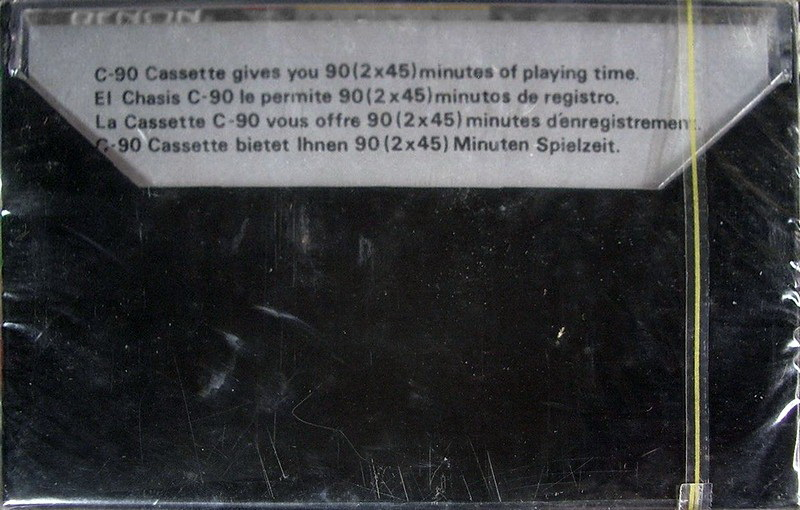 DENON
C-90 Cassette gives you 90(2x45)minutes of playing time.
El Chasis C-90 le permite 90(2x45)minutos de registro.
La Cassette C-90 vous offre 90(2x45) minutes d'enregistrement.
C-90 Cassette bietet Ihnen 90(2x45) Minuten Spielzeit.